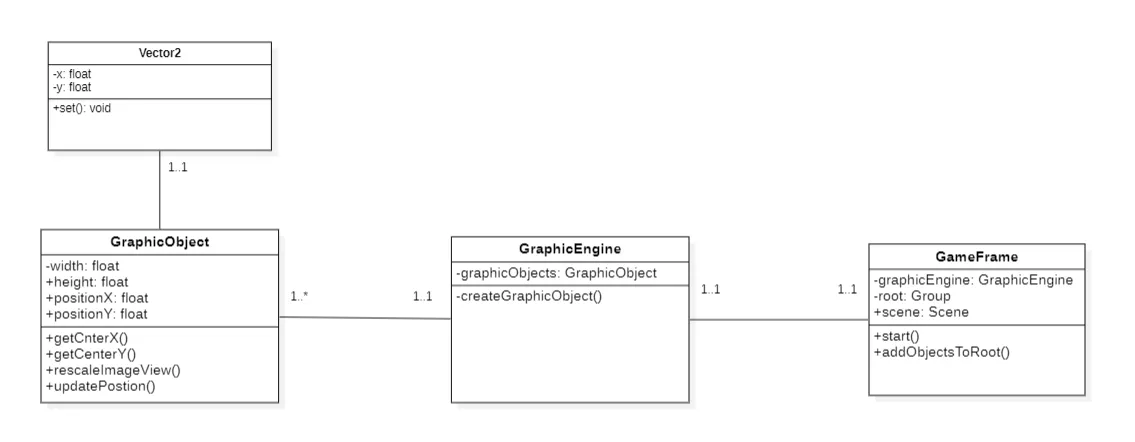 Vector2
-x: float
-y: float
+set(): void
1..1
GraphicObject
-width: float
+height: float
+positionX: float
+positionY: float
+getCnterX()
+getCenterY()
+rescaleImageView()
+updatePostion()
1..*
1..1
GraphicEngine
-graphicObjects: GraphicObject
-createGraphicObject()
1..1
1..1
GameFrame
-graphicEngine: GraphicEngine
-root: Group
+scene: Scene
+start()
+addObjectsToRoot()